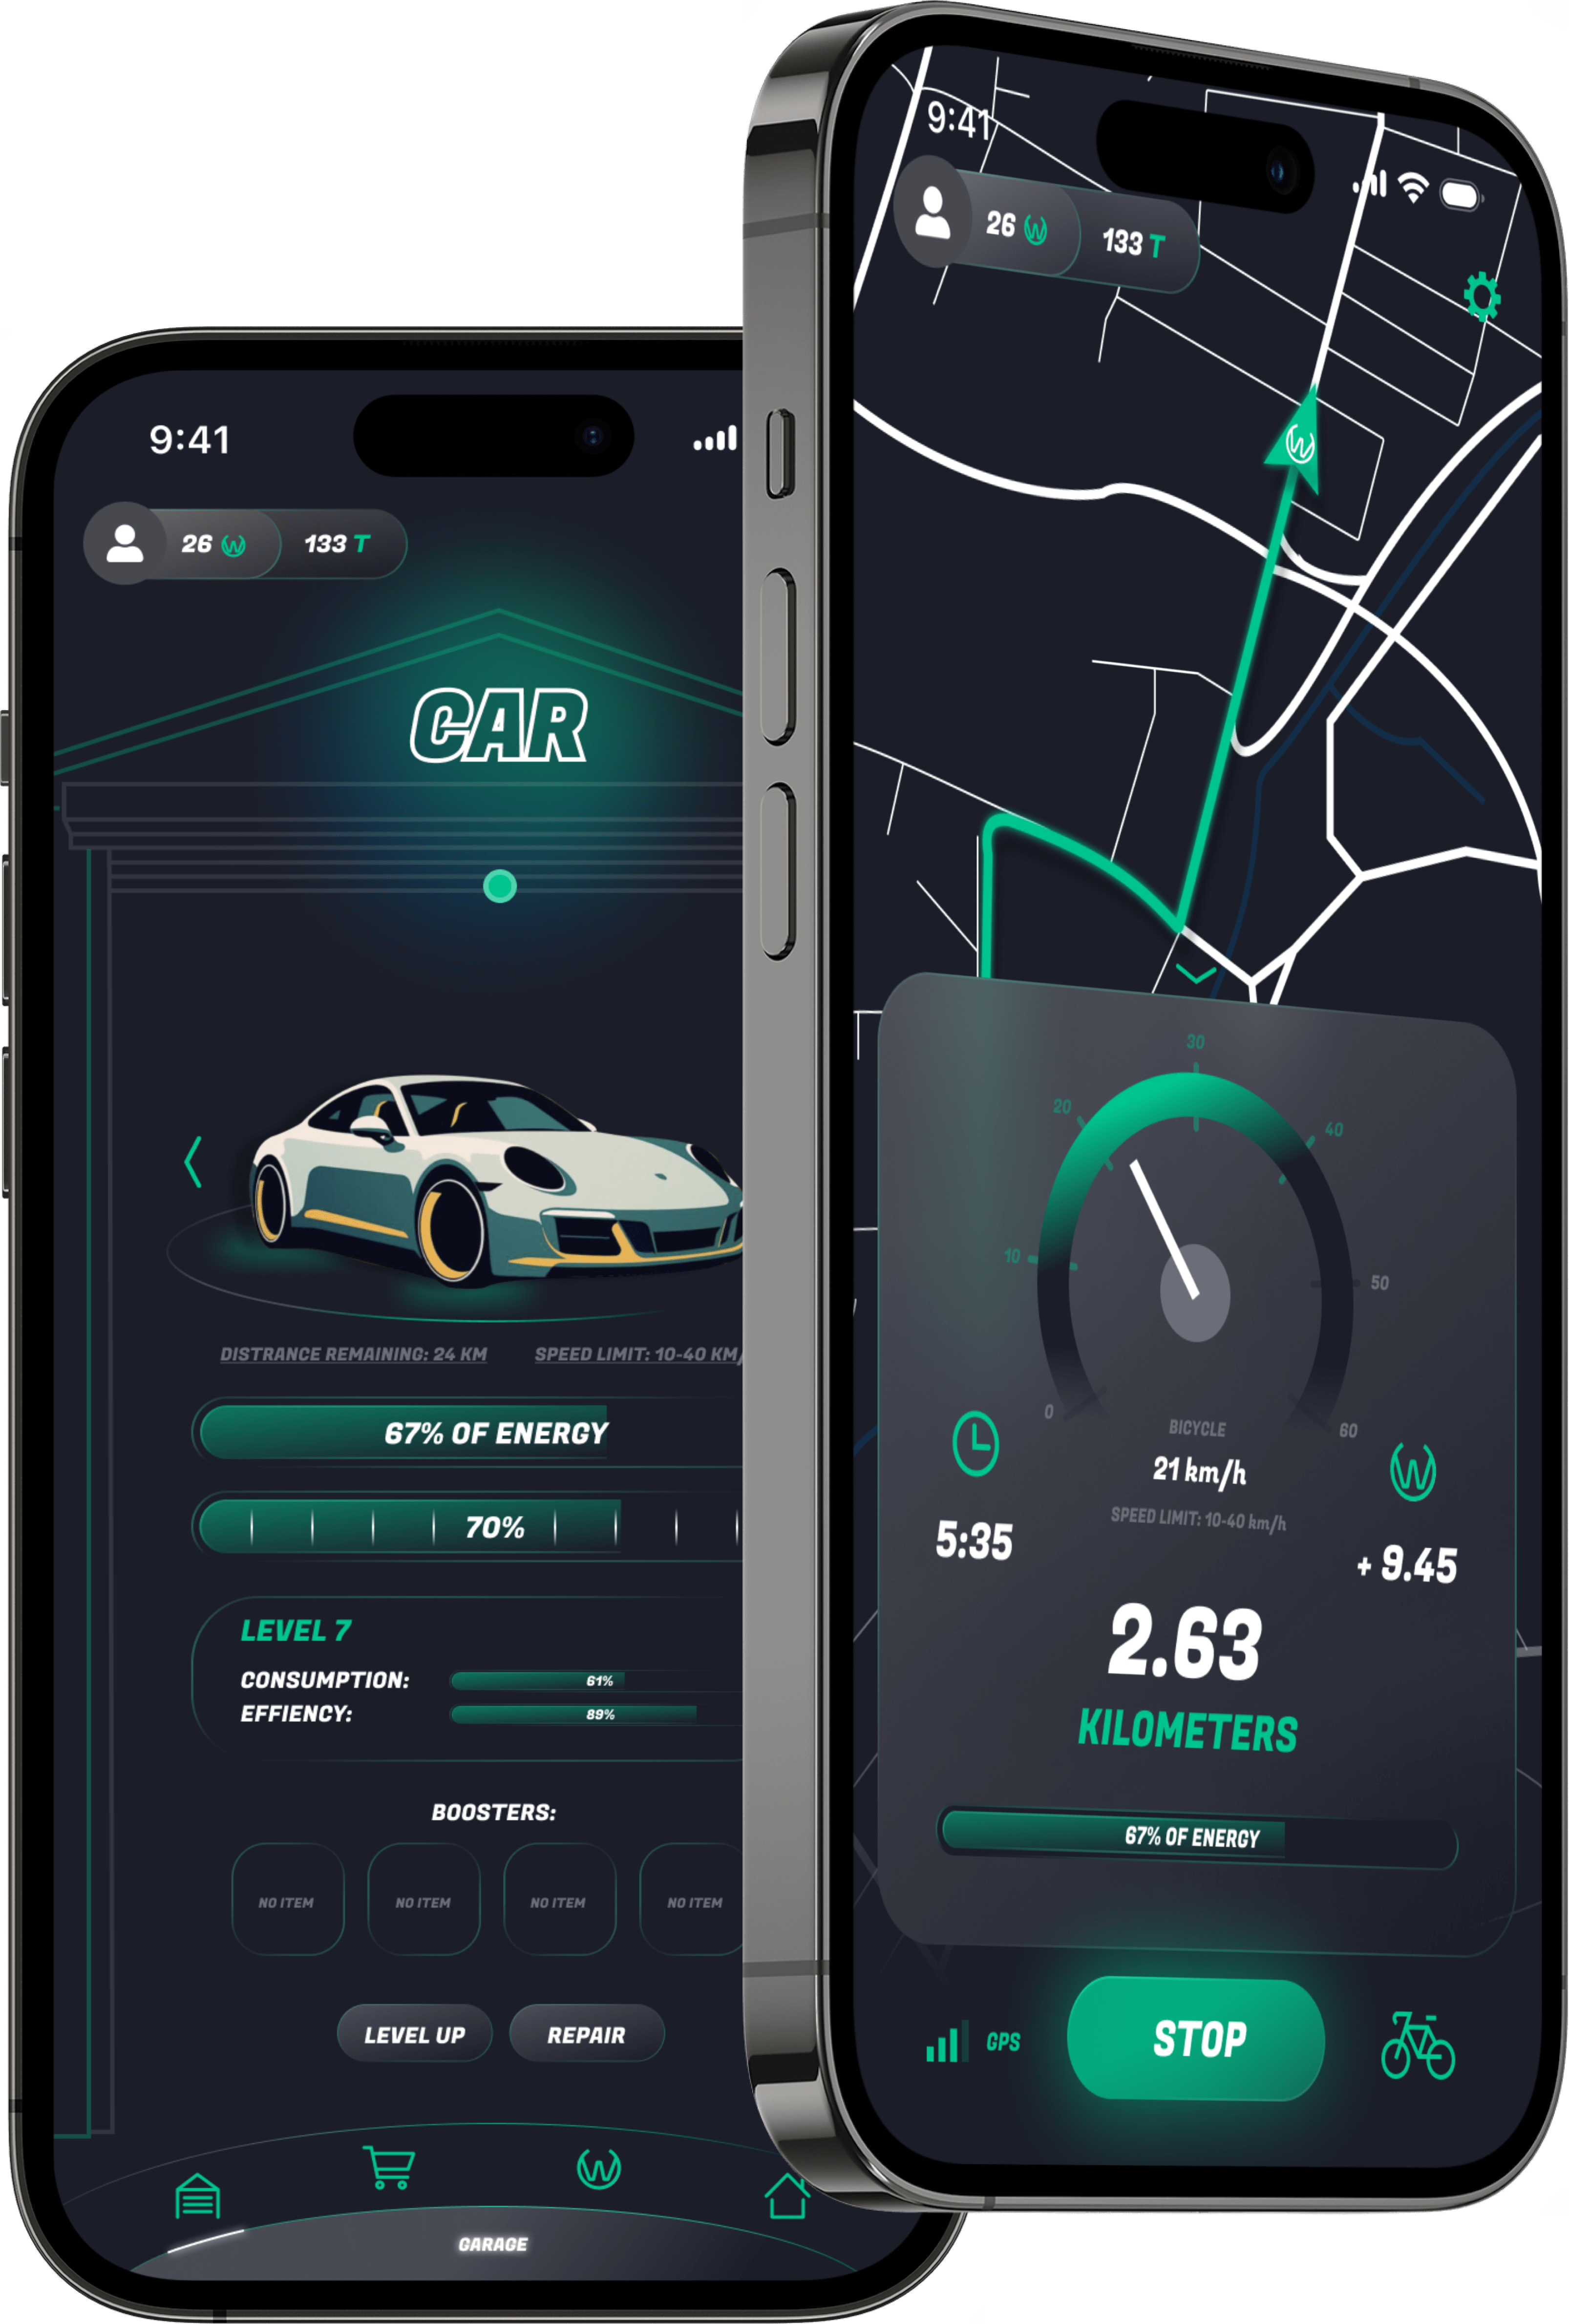 9:41
26 W
133 T
CAR
DISTRANCE REMAINING: 24 KM
SPEED LIMIT: 10-40 KM/
67% OF ENERGY
70%
LEVEL 7
CONSUMPTION: 61%
EFFIENCY: 89%
BOOSTERS:
NO ITEM NO ITEM NO ITEM NO ITEM
LEVEL UP REPAIR
W
GARAGE
9:41
26 W
133 T
W
0 10 20 30 40 50 60
BICYCLE
21 km/h
SPEED LIMIT: 10-40 km/h
5:35
W
+ 9.45
2.63
KILOMETERS
67% OF ENERGY
GPS
STOP